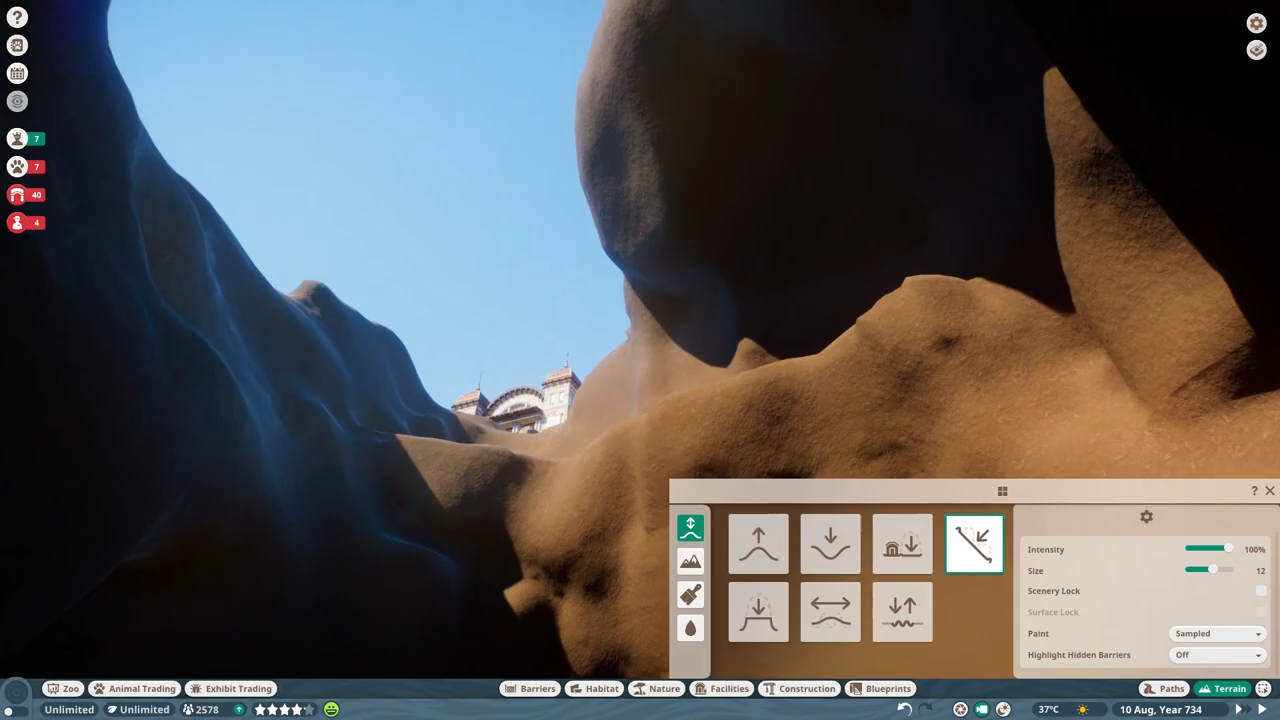 ?
7
7
40
4
?
Intensity 100%
Size 12
Scenery Lock
Surface Lock
Paint Sampled
Highlight Hidden Barriers Off
Zoo Animal Trading Exhibit Trading Barriers Habitat Nature Facilities Construction Blueprints Paths Terrain
Unlimited Unlimited 2578 37°C 10 Aug, Year 734